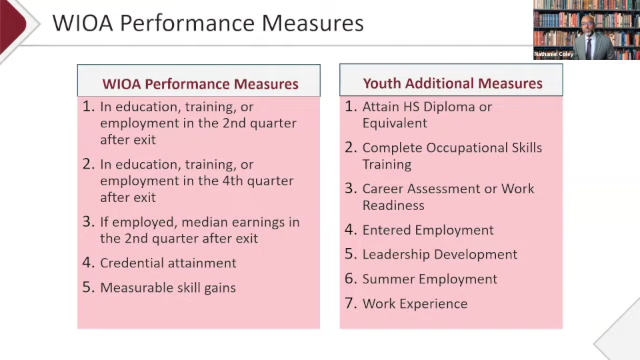 WIOA Performance Measures
Nathaniel Coley
WIOA Performance Measures
1. In education, training, or
employment in the 2nd quarter
after exit
2. In education, training, or
employment in the 4th quarter
after exit
3. If employed, median earnings in
the 2nd quarter after exit
4. Credential attainment
5. Measurable skill gains
Youth Additional Measures
1. Attain HS Diploma or
Equivalent
2. Complete Occupational Skills
Training
3. Career Assessment or Work
Readiness
4. Entered Employment
5. Leadership Development
6. Summer Employment
7. Work Experience